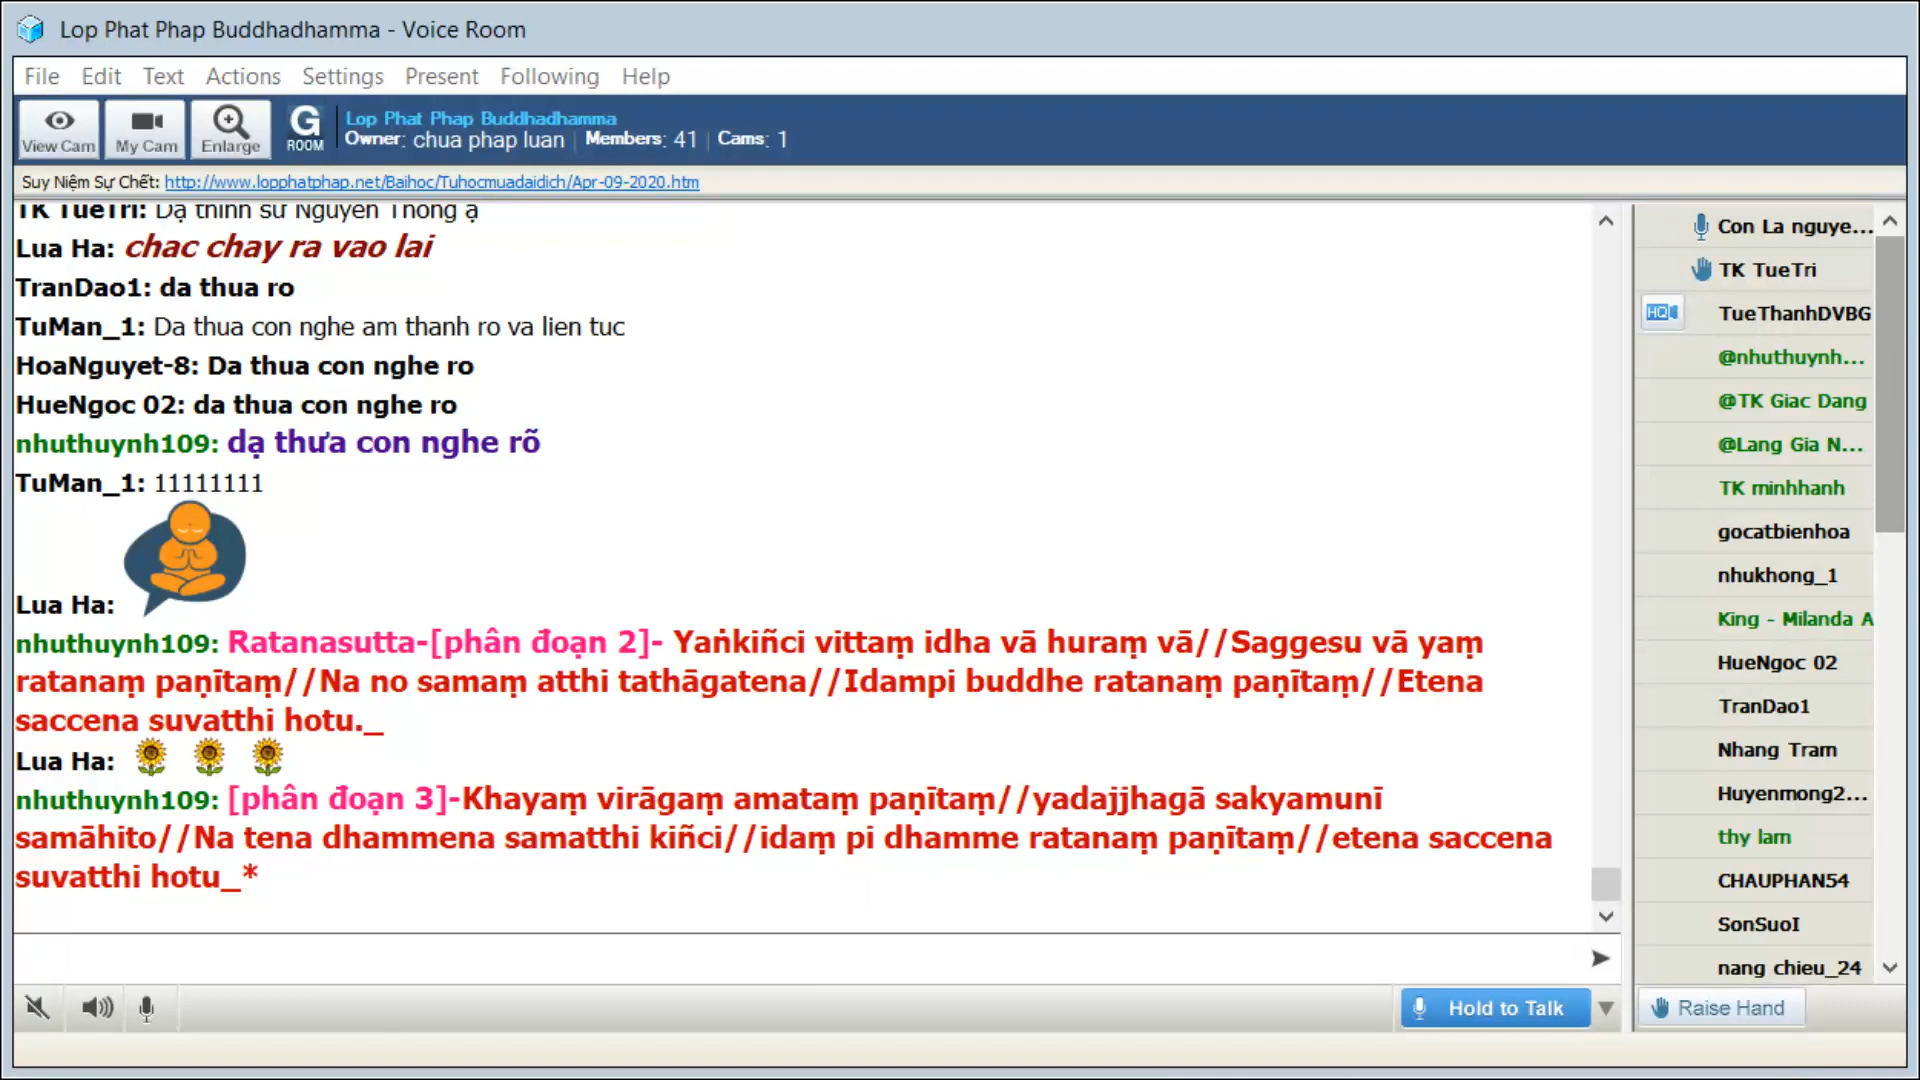 Lop Phat Phap Buddhadhamma - Voice Room
File Edit Text Actions Settings Present Following Help
View Cam My Cam Enlarge G ROOM
Lop Phat Phap Buddhadhamma
Owner: chua phap luan | Members: 41 | Cams: 1
Suy Niệm Sự Chết: http://www.lopphatphap.net/Baihoc/Tuhocmuadaidich/Apr-09-2020.htm
TK TueTri: Dạ thỉnh sư Nguyên Thông ạ
Lua Ha: chac chay ra vao lai
TranDao1: da thua ro
TuMan_1: Da thua con nghe am thanh ro va lien tuc
HoaNguyet-8: Da thua con nghe ro
HueNgoc 02: da thua con nghe ro
nhuthuynh109: dạ thưa con nghe rõ
TuMan_1: 11111111
Lua Ha:
nhuthuynh109: Ratanasutta-[phân đoạn 2]- Yaṅkiñci vittaṃ idha vā huraṃ vā//Saggesu vā yaṃ
ratanaṃ paṇītaṃ//Na no samaṃ atthi tathāgatena//Idampi buddhe ratanaṃ paṇītaṃ//Etena
saccena suvatthi hotu._
Lua Ha:
nhuthuynh109: [phân đoạn 3]-Khayaṃ virāgaṃ amataṃ paṇītaṃ//yadajjhagā sakyamunī
samāhito//Na tena dhammena samatthi kiñci//idaṃ pi dhamme ratanaṃ paṇītaṃ//etena saccena
suvatthi hotu_*
Con La nguye...
TK TueTri
HQ TueThanhDVBG
@nhuthuynh...
@TK Giac Dang
@Lang Gia N...
TK minhhanh
gocatbienhoa
nhukhong_1
King - Milanda A
HueNgoc 02
TranDao1
Nhang Tram
Huyenmong2...
thy lam
CHAUPHAN54
SonSuoI
nang chieu_24
Hold to Talk
Raise Hand